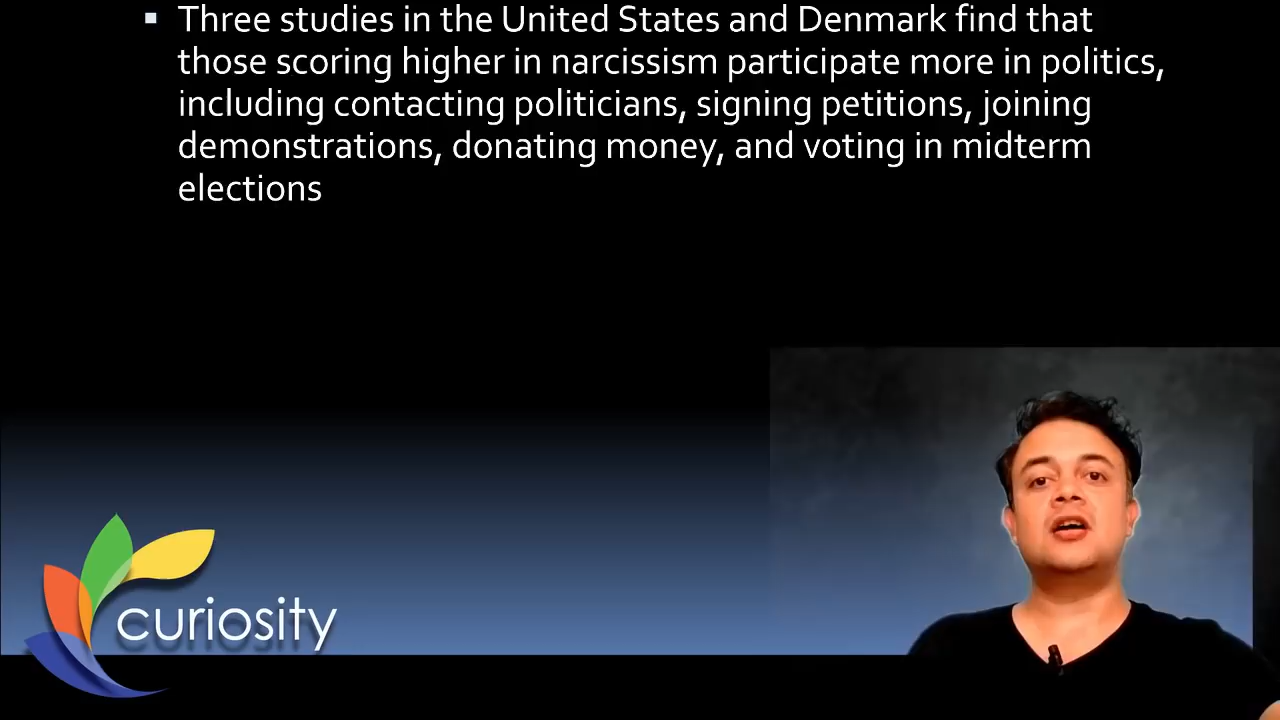 Three studies in the United States and Denmark find that
those scoring higher in narcissism participate more in politics,
including contacting politicians, signing petitions, joining
demonstrations, donating money, and voting in midterm
elections
curiosity